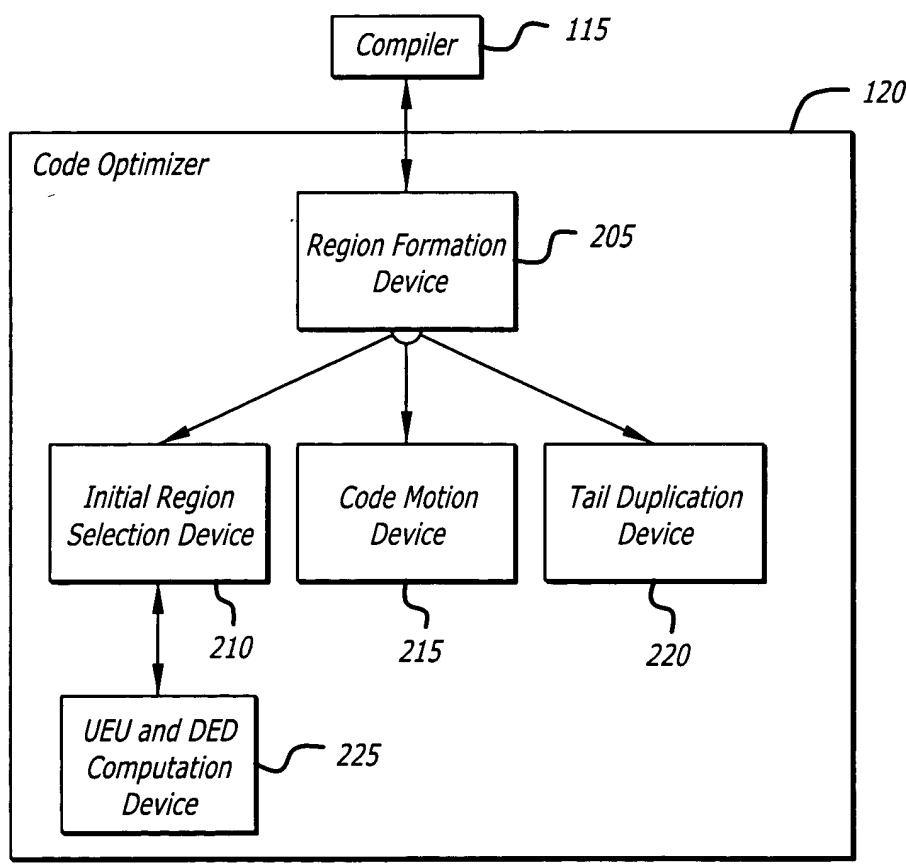 Compiler
115
120
Code Optimizer
Region Formation
Device
205
Initial Region
Selection Device
210
Code Motion
Device
215
Tail Duplication
Device
220
UEU and DED
Computation
Device
225